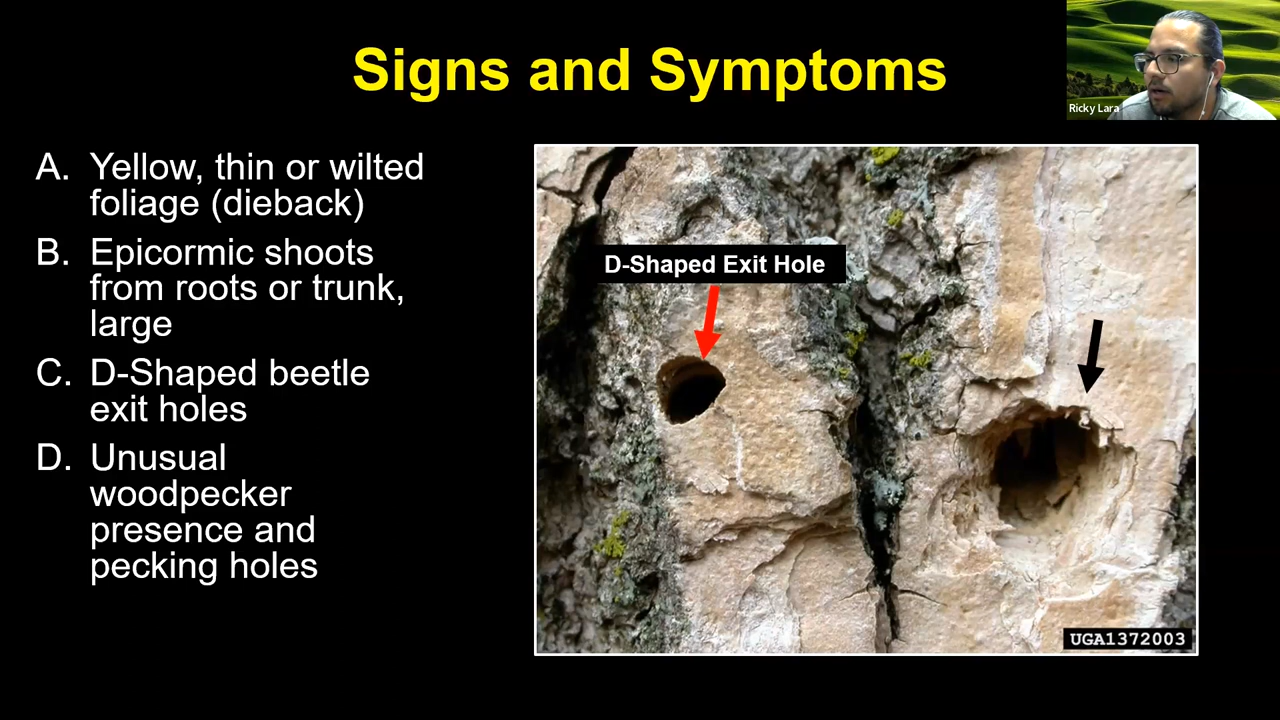 Signs and Symptoms
Ricky Lara
A. Yellow, thin or wilted
foliage (dieback)
B. Epicormic shoots
from roots or trunk,
large
C. D-Shaped beetle
exit holes
D. Unusual
woodpecker
presence and
pecking holes
D-Shaped Exit Hole
UGA1372003